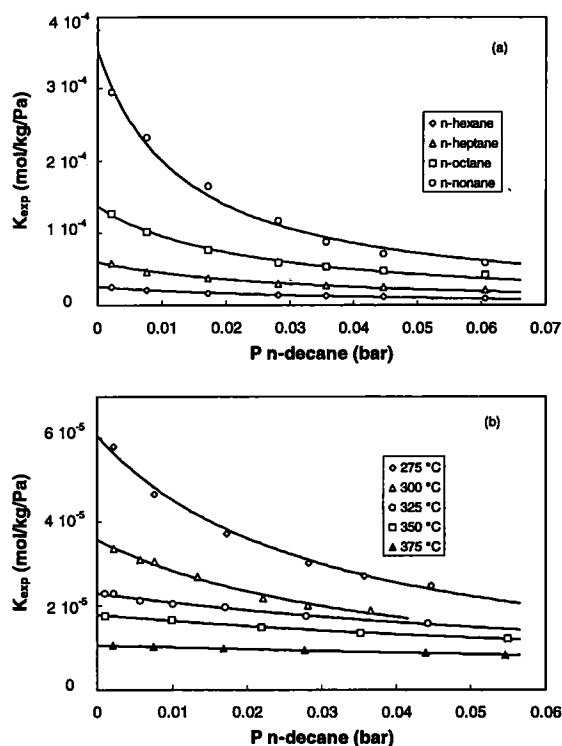 4 10⁻⁴
(a)
3 10⁻⁴
n-hexane
n-heptane
n-octane
n-nonane
2 10⁻⁴
1 10⁻⁴
0
K_exp (mol/kg/Pa)
0 0.01 0.02 0.03 0.04 0.05 0.06 0.07
P n-decane (bar)
(b)
6 10⁻⁵
275 °C
300 °C
325 °C
350 °C
375 °C
4 10⁻⁵
2 10⁻⁵
0
K_exp (mol/kg/Pa)
0 0.01 0.02 0.03 0.04 0.05 0.06
P n-decane (bar)